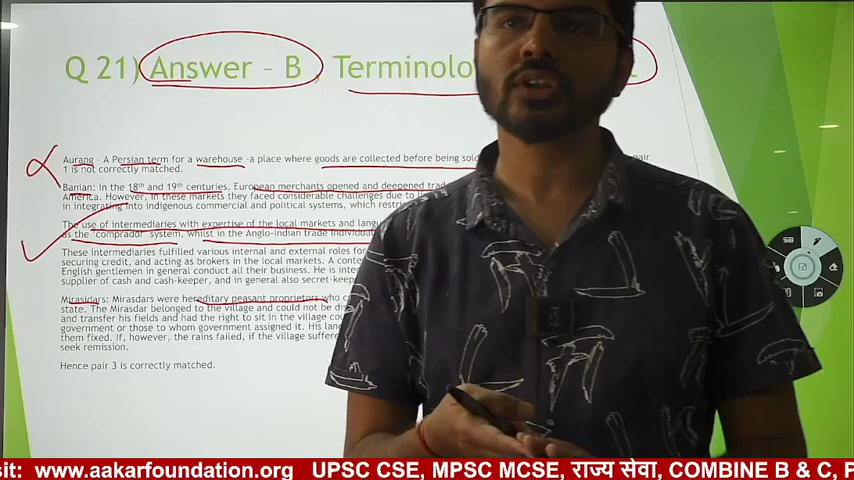 Q 21) Answer – B , Terminolo
Aurang – A Persian term for a warehouse –a place where goods are collected before being sold
1 is not correctly matched.
Banian: In the 18th and 19th centuries, European merchants opened and deepened trad
America. However, in these markets they faced considerable challenges due to
in integrating into indigenous commercial and political systems, which restri
The use of intermediaries with expertise of the local markets and langu
as the "comprador" system, whilst in the Anglo-Indian trade individual
These intermediaries fulfilled various internal and external roles for
securing credit, and acting as brokers in the local markets. A conte
English gentlemen in general conduct all their business. He is inter
supplier of cash and cash-keeper, and in general also secret-keep
Mirasidars: Mirasdars were hereditary peasant proprietors who
state. The Mirasdar belonged to the village and could not be di
and transfer his fields and had the right to sit in the village cou
government or those to whom government assigned it. His lan
them fixed. If, however, the rains failed, if the village suffere
seek remission.
Hence pair 3 is correctly matched.
SB
sit: www.aakarfoundation.org UPSC CSE, MPSC MCSE, राज्य सेवा, COMBINE B & C, P